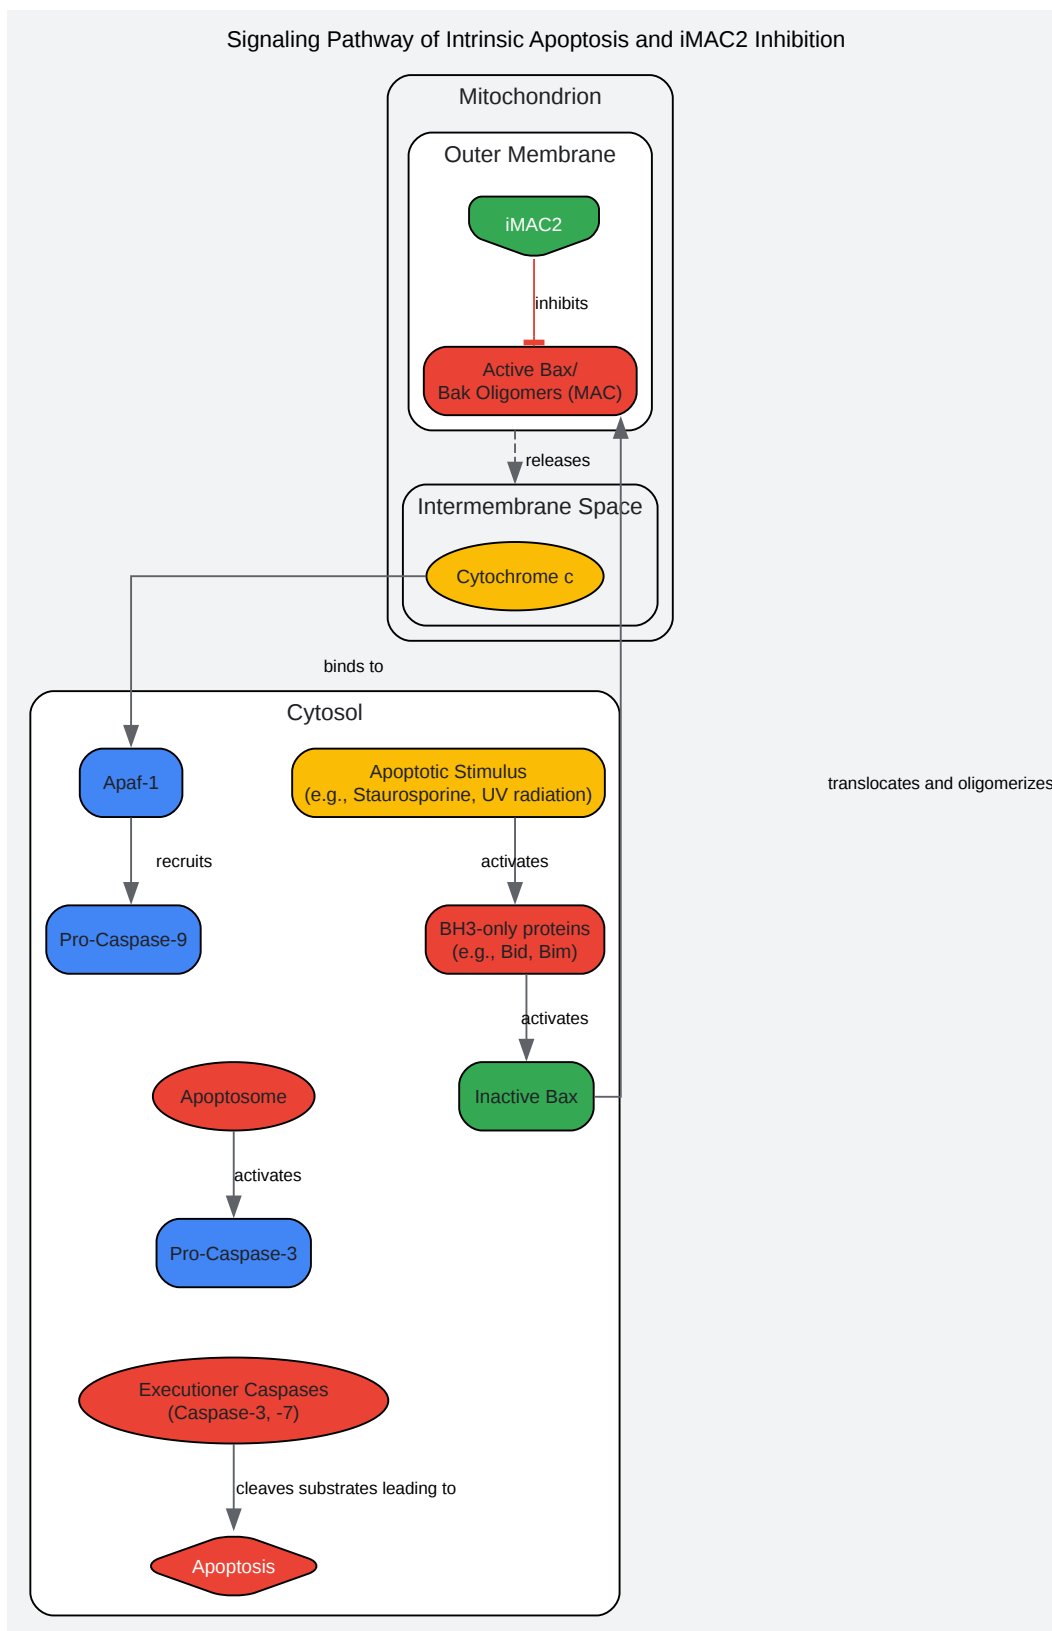 Signaling Pathway of Intrinsic Apoptosis and iMAC2 Inhibition
Mitochondrion
Outer Membrane
iMAC2
inhibits
Active Bax/
Bak Oligomers (MAC)
releases
Intermembrane Space
Cytochrome c
binds to
Cytosol
Apaf-1
Apoptotic Stimulus
(e.g., Staurosporine, UV radiation)
translocates and oligomerizes
recruits
activates
Pro-Caspase-9
BH3-only proteins
(e.g., Bid, Bim)
activates
Apoptosome
Inactive Bax
activates
Pro-Caspase-3
Executioner Caspases
(Caspase-3, -7)
cleaves substrates leading to
Apoptosis